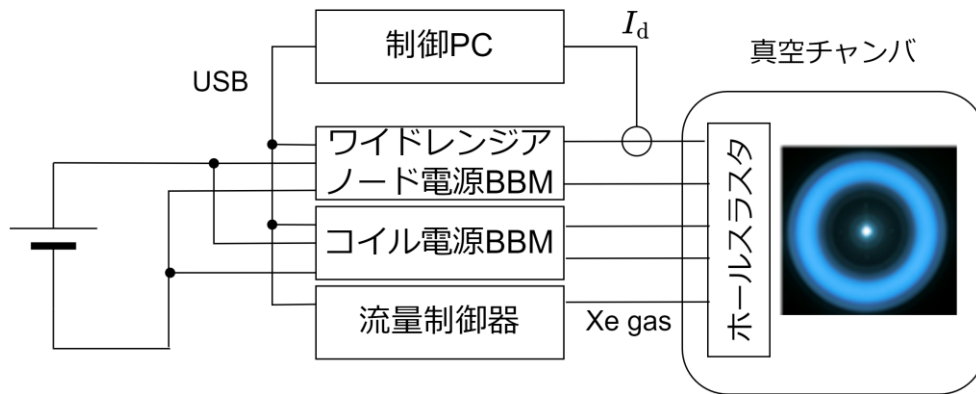 制御PC
I_d
真空チャンバ
USB
ワイドレンジア
ノード電源BBM
コイル電源BBM
流量制御器
Xe gas
ホールスラスタ